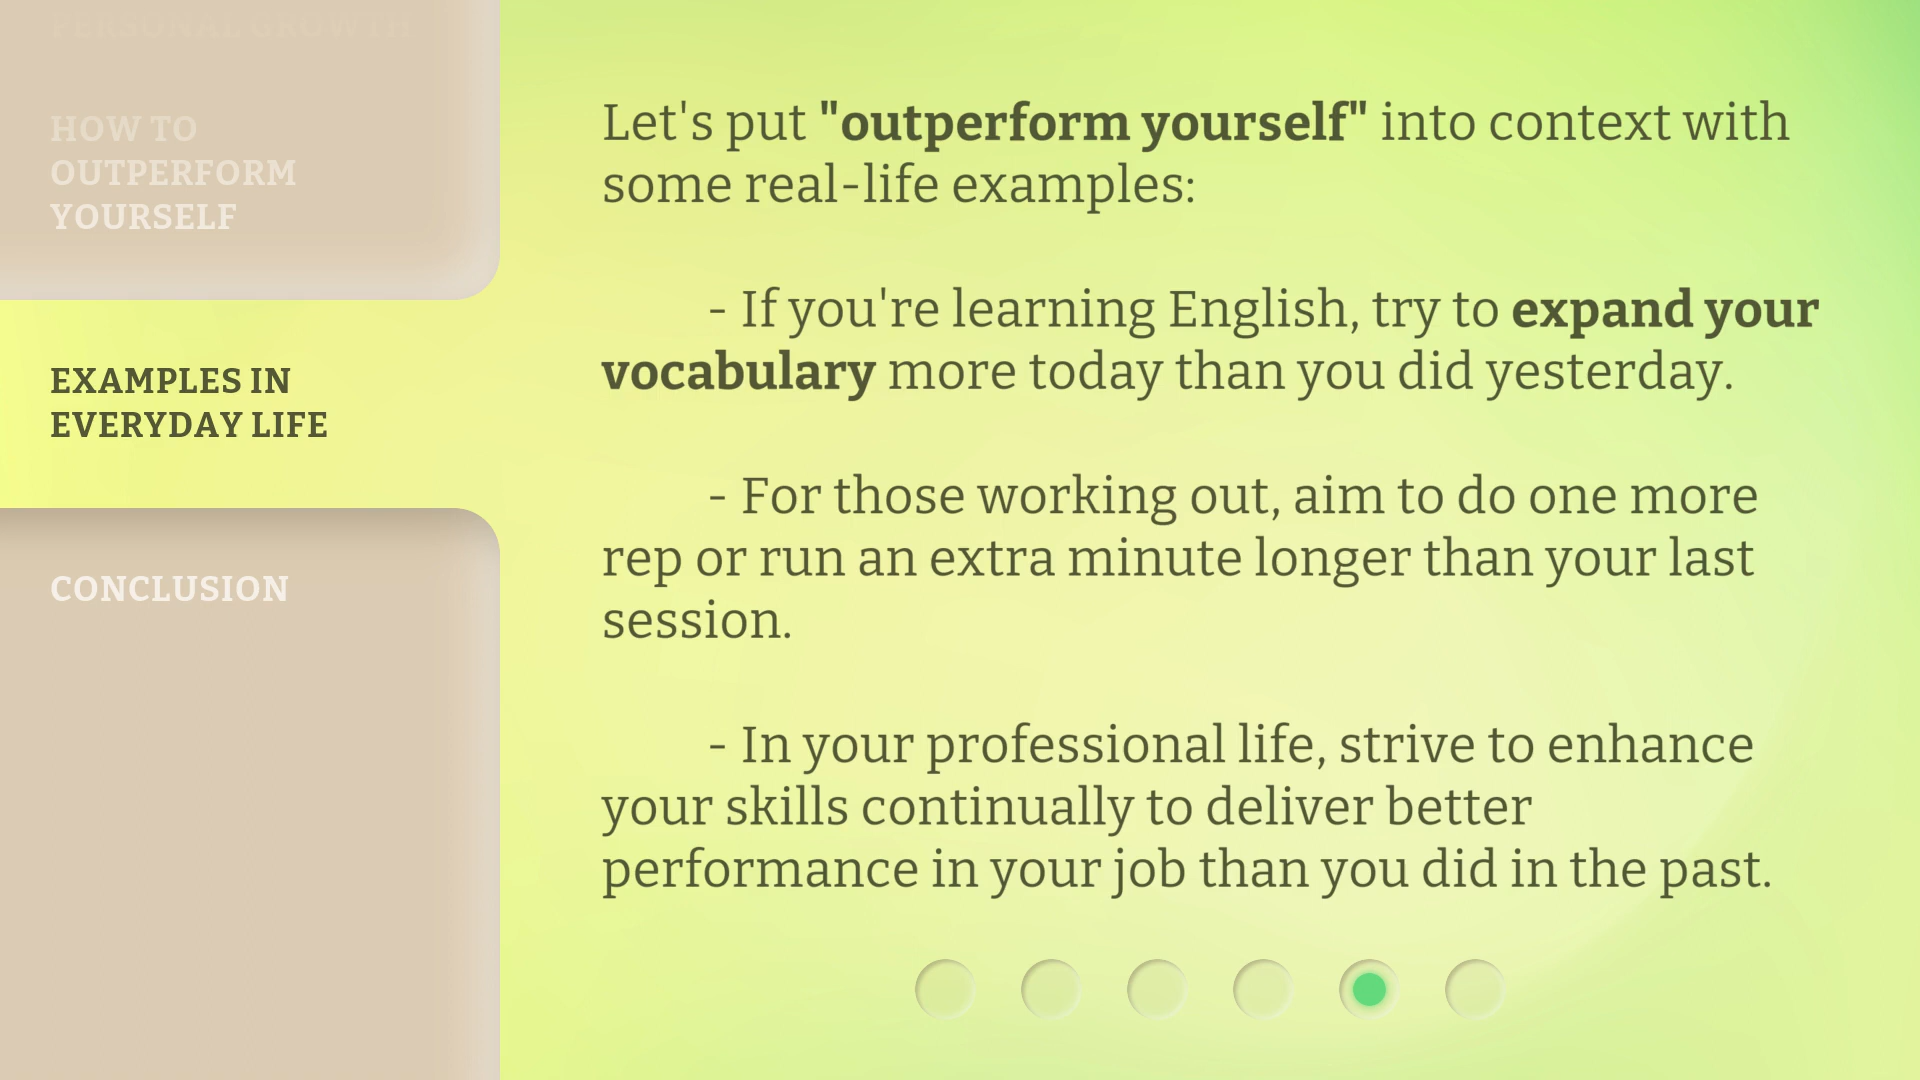 PERSONAL GROWTH
HOW TO
OUTPERFORM
YOURSELF
EXAMPLES IN
EVERYDAY LIFE
CONCLUSION
Let's put "outperform yourself" into context with
some real-life examples:
- If you're learning English, try to expand your
vocabulary more today than you did yesterday.
- For those working out, aim to do one more
rep or run an extra minute longer than your last
session.
- In your professional life, strive to enhance
your skills continually to deliver better
performance in your job than you did in the past.